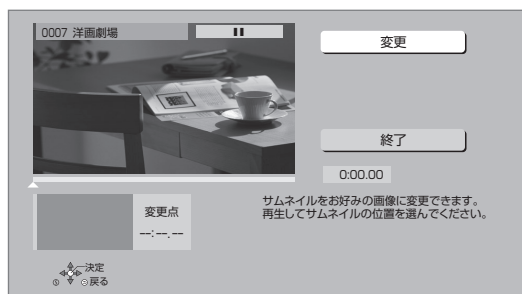 0007 洋画劇場
変更
終了
0:00.00
変更点
--:--.--
サムネイルをお好みの画像に変更できます。
再生してサムネイルの位置を選んでください。
決定
戻る